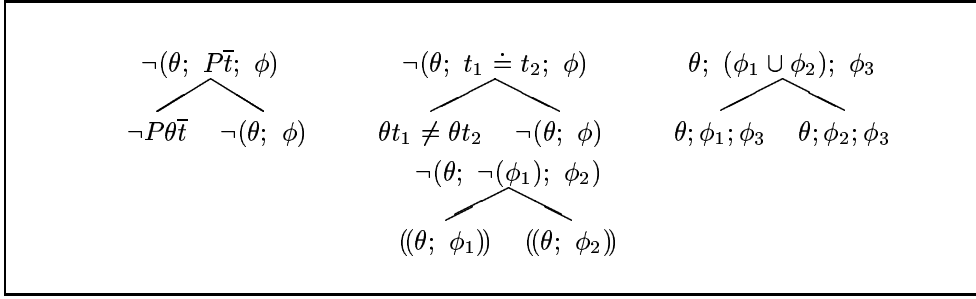 ¬(θ; Pt̅; ϕ) ¬(θ; t₁ ≐ t₂; ϕ) θ; (ϕ₁ ∪ ϕ₂); ϕ₃
¬Pθt̅ ¬(θ; ϕ) θt₁ ≠ θt₂ ¬(θ; ϕ) θ; ϕ₁; ϕ₃ θ; ϕ₂; ϕ₃
¬(θ; ¬(ϕ₁); ϕ₂)
((θ; ϕ₁)) ((θ; ϕ₂))